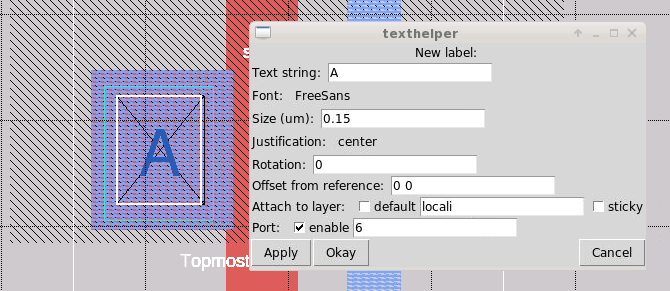 texthelper
New label:
Text string: A
Font: FreeSans
Size (um): 0.15
Justification: center
Rotation: 0
Offset from reference: 0 0
Attach to layer: default locali sticky
Port: enable 6
Apply Okay Cancel
A
Topmost